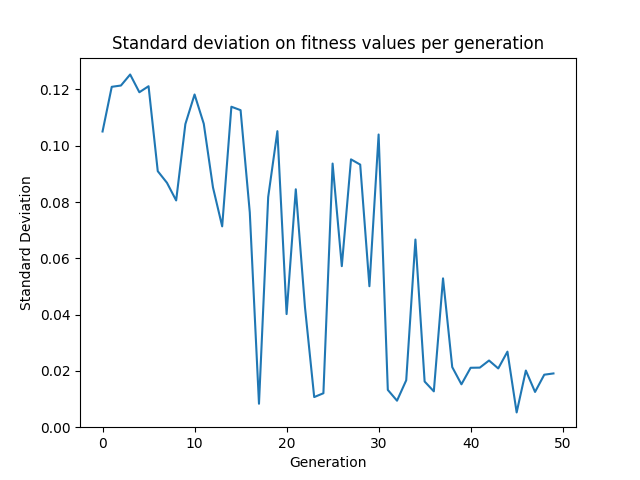 Standard deviation on fitness values per generation
0.12
0.10
0.08
0.06
0.04
0.02
0.00
Standard Deviation
0 10 20 30 40 50
Generation